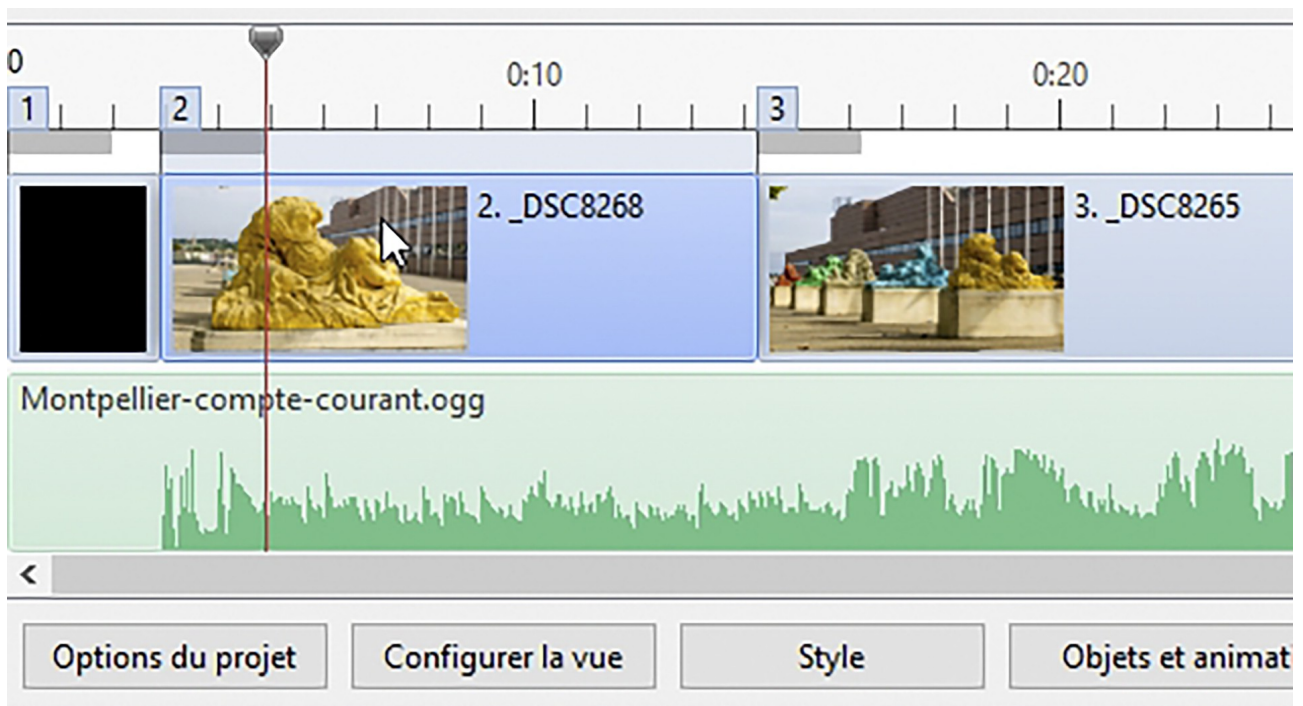 0
0:10
0:20
1
2
3
2. _DSC8268
3. _DSC8265
Montpellier-compte-courant.ogg
Options du projet
Configurer la vue
Style
Objets et animati